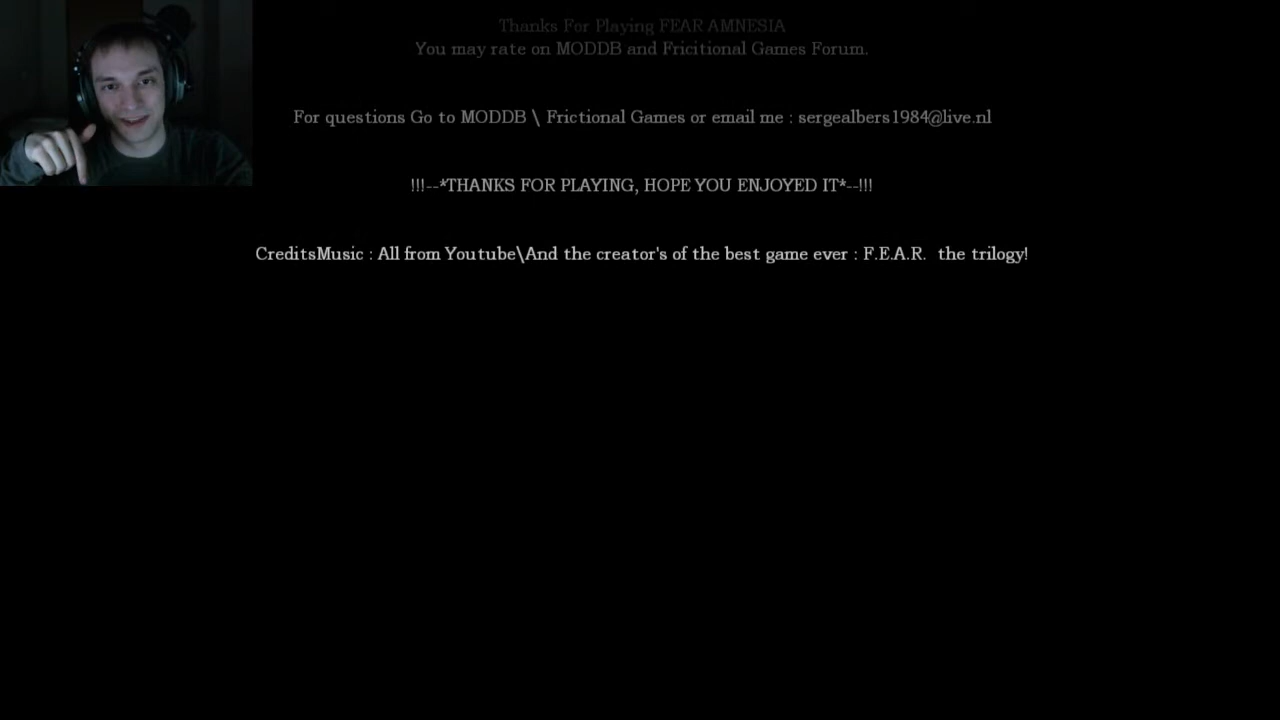 Thanks For Playing FEAR AMNESIA
You may rate on MODDB and Fricitional Games Forum.
For questions Go to MODDB \ Frictional Games or email me : sergealbers1984@live.nl
!!!--*THANKS FOR PLAYING, HOPE YOU ENJOYED IT*--!!!
CreditsMusic : All from Youtube\And the creator's of the best game ever : F.E.A.R.  the trilogy!